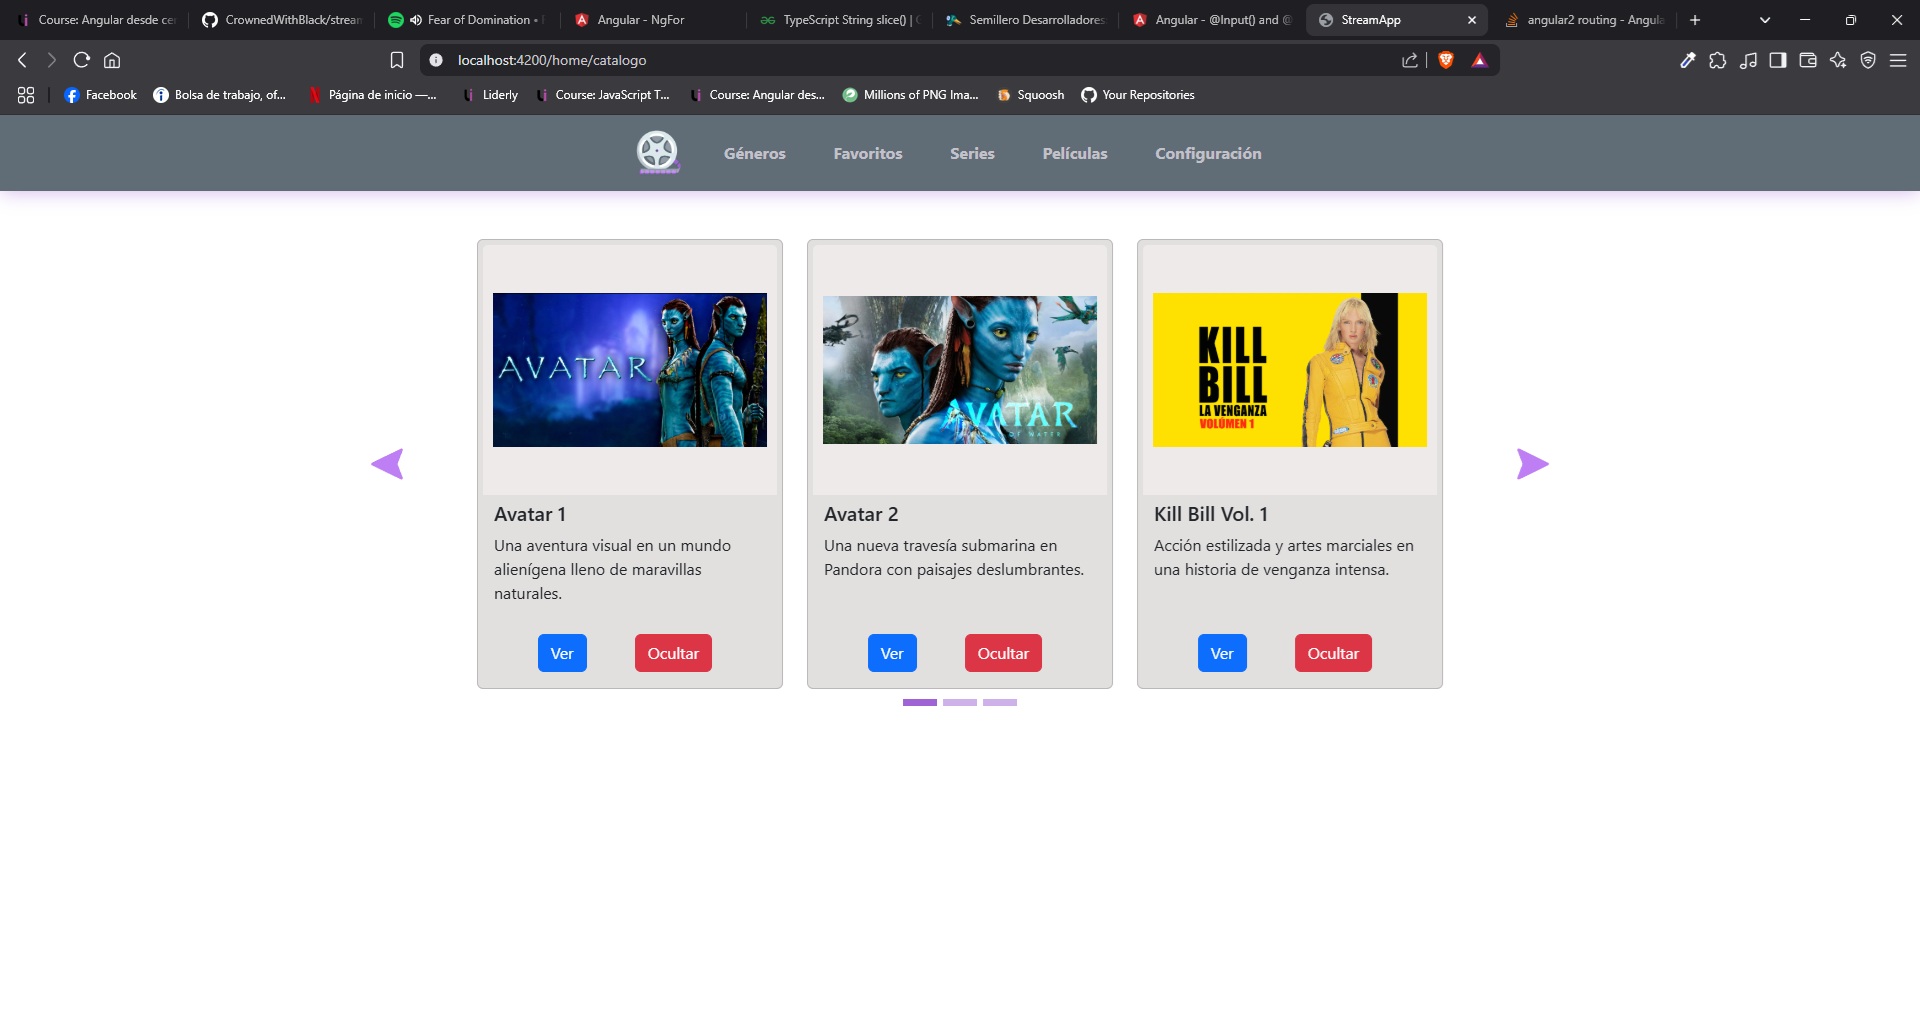 Course: Angular desde ce
CrownedWithBlack/stream
Fear of Domination •
Angular - NgFor
TypeScript String slice() |
Semillero Desarrolladores
Angular - @Input() and @
StreamApp
angular2 routing - Angula
localhost:4200/home/catalogo
Facebook
Bolsa de trabajo, of...
Página de inicio —...
Liderly
Course: JavaScript T...
Course: Angular des...
Millions of PNG Ima...
Squoosh
Your Repositories
Géneros
Favoritos
Series
Películas
Configuración
AVATAR
AVATAR
KILL
BILL
LA VENGANZA
VOLÚMEN 1
Avatar 1
Una aventura visual en un mundo
alienígena lleno de maravillas
naturales.
Ver
Ocultar
Avatar 2
Una nueva travesía submarina en
Pandora con paisajes deslumbrantes.
Ver
Ocultar
Kill Bill Vol. 1
Acción estilizada y artes marciales en
una historia de venganza intensa.
Ver
Ocultar